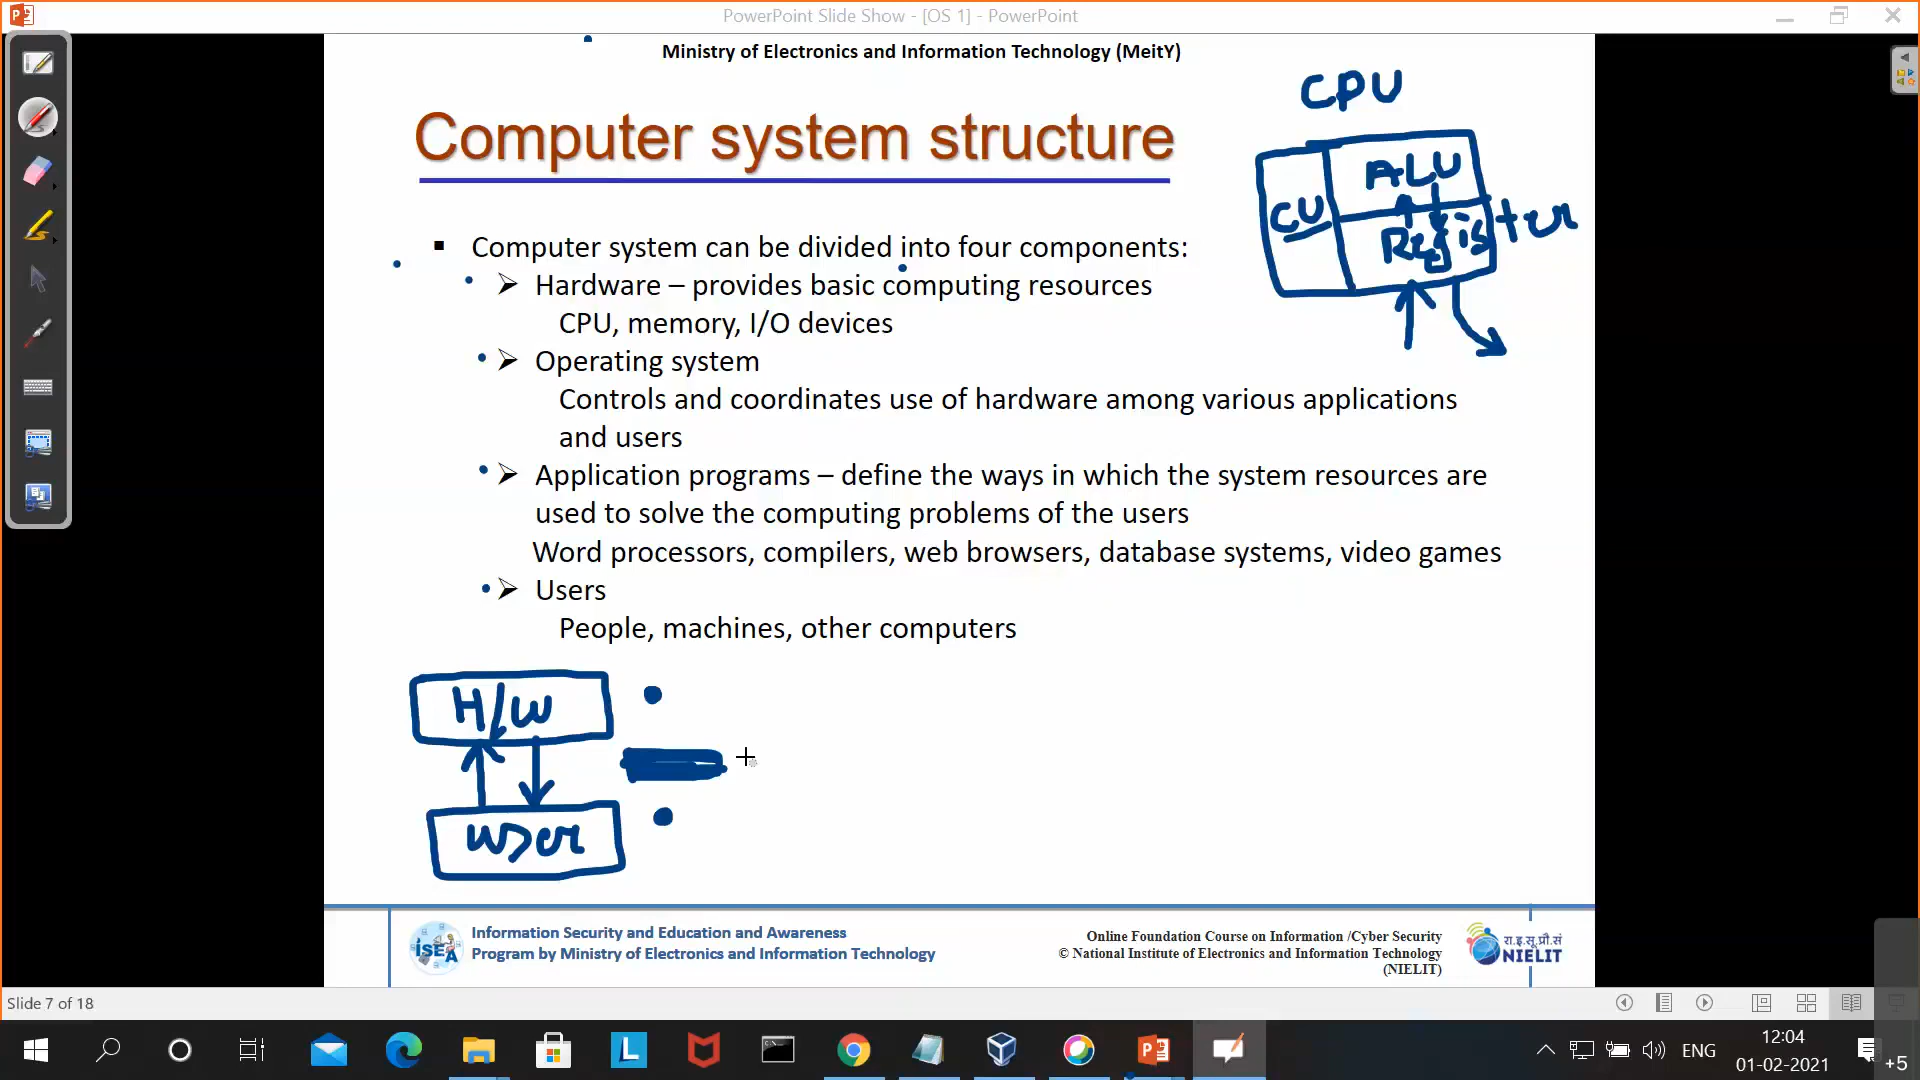 PowerPoint Slide Show - [OS 1] - PowerPoint
Ministry of Electronics and Information Technology (MeitY)
CPU
Computer system structure
ALU
CU
Register
▪ Computer system can be divided into four components:
➢ Hardware – provides basic computing resources
CPU, memory, I/O devices
➢ Operating system
Controls and coordinates use of hardware among various applications
and users
➢ Application programs – define the ways in which the system resources are
used to solve the computing problems of the users
Word processors, compilers, web browsers, database systems, video games
➢ Users
People, machines, other computers
H/W
User
ISEA
Information Security and Education and Awareness
Program by Ministry of Electronics and Information Technology
Online Foundation Course on Information /Cyber Security
© National Institute of Electronics and Information Technology
(NIELIT)
रा.इ.सू.प्रौ.सं
NIELIT
Slide 7 of 18
ENG
12:04
01-02-2021
+5